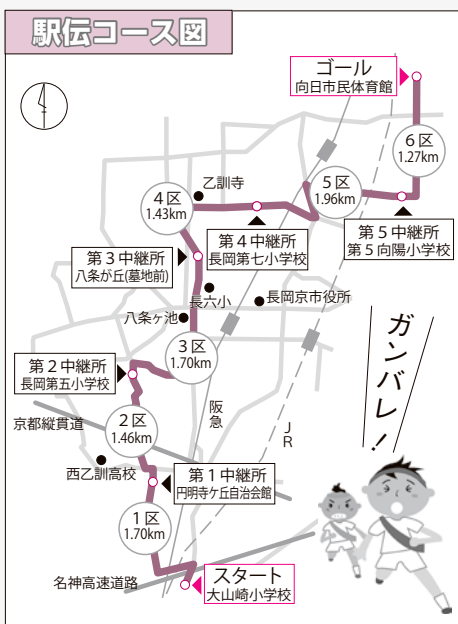 駅伝コース図
ゴール
向日市民体育館
6区
1.27km
5区
1.96km
乙訓寺
4区
1.43km
第5中継所
第5向陽小学校
第4中継所
長岡第七小学校
第3中継所
八条が丘(墓地前)
長六小
長岡京市役所
八条ヶ池
3区
1.70km
第2中継所
長岡第五小学校
ガンバレ!
阪急
JR
京都縦貫道
2区
1.46km
西乙訓高校
第1中継所
円明寺ケ丘自治会館
1区
1.70km
名神高速道路
スタート
大山崎小学校